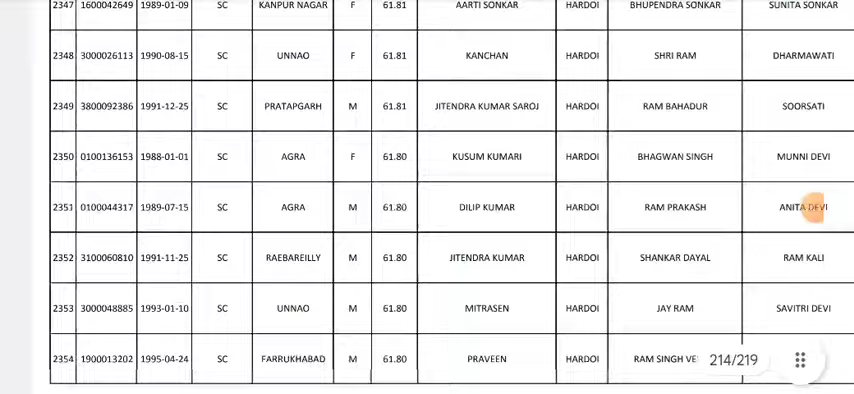 2347 1600042649 1989-01-09 SC KANPUR NAGAR F 61.81 AARTI SONKAR HARDOI BHUPENDRA SONKAR SUNITA SONKAR
2348 3000026113 1990-08-15 SC UNNAO F 61.81 KANCHAN HARDOI SHRI RAM DHARMAWATI
2349 3800092386 1991-12-25 SC PRATAPGARH M 61.81 JITENDRA KUMAR SAROJ HARDOI RAM BAHADUR SOORSATI
2350 0100136153 1988-01-01 SC AGRA F 61.80 KUSUM KUMARI HARDOI BHAGWAN SINGH MUNNI DEVI
2351 0100044317 1989-07-15 SC AGRA M 61.80 DILIP KUMAR HARDOI RAM PRAKASH ANITA DEVI
2352 3100060810 1991-11-25 SC RAEBAREILLY M 61.80 JITENDRA KUMAR HARDOI SHANKAR DAYAL RAM KALI
2353 3000048885 1993-01-10 SC UNNAO M 61.80 MITRASEN HARDOI JAY RAM SAVITRI DEVI
2354 1900013202 1995-04-24 SC FARRUKHABAD M 61.80 PRAVEEN HARDOI RAM SINGH 214/219